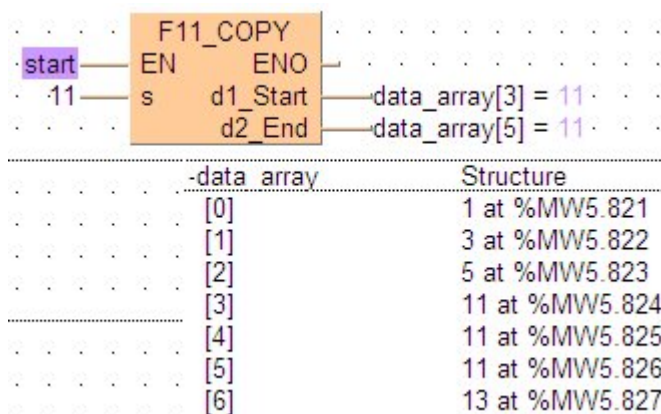 F11_COPY
start EN ENO
11 s d1_Start data_array[3] = 11
d2_End data_array[5] = 11
-data_array Structure
[0] 1 at %MW5.821
[1] 3 at %MW5.822
[2] 5 at %MW5.823
[3] 11 at %MW5.824
[4] 11 at %MW5.825
[5] 11 at %MW5.826
[6] 13 at %MW5.827